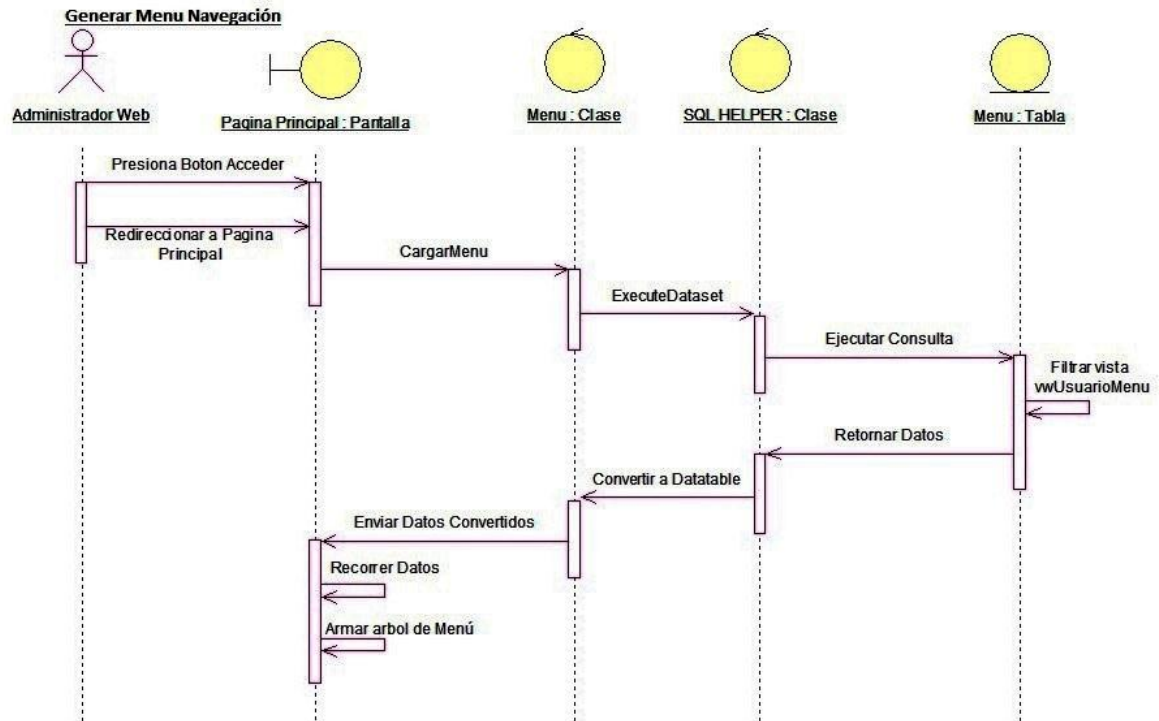 Generar Menu Navegación
Administrador Web
Pagina Principal : Pantalla
Menu : Clase
SQL HELPER : Clase
Menu : Tabla
Presiona Boton Acceder
Redireccionar a Pagina
Principal
CargarMenu
ExecuteDataset
Ejecutar Consulta
Filtrar vista
vwUsuarioMenu
Retornar Datos
Convertir a Datatable
Enviar Datos Convertidos
Recorrer Datos
Armar arbol de Menú